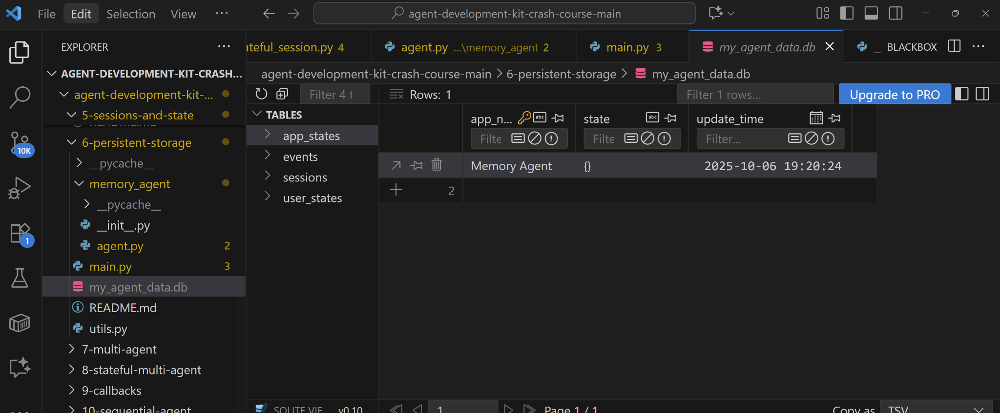 File Edit Selection View ··· agent-development-kit-crash-course-main
EXPLORER ···
ateful_session.py 4 agent.py ...\memory_agent 2 main.py 3 my_agent_data.db _ BLACKBOX ···
AGENT-DEVELOPMENT-KIT-CRASH...
agent-development-kit-crash-course-main > 6-persistent-storage > my_agent_data.db
agent-development-kit-...
Filter 4 t Rows: 1 Filter 1 rows... Upgrade to PRO
5-sessions-and-state
README.md
6-persistent-storage
__pycache__
memory_agent
__pycache__
__init__.py
agent.py 2
main.py 3
my_agent_data.db
README.md
utils.py
7-multi-agent
8-stateful-multi-agent
9-callbacks
10-sequential-agent
10K
1
TABLES
app_states
events
sessions
user_states
app_n... abc state abc update_time
Filte Filte Filter...
Memory Agent {} 2025-10-06 19:20:24
2
SQLITE VIE v0.10 1 Page 1 / 1 Copy as TSV